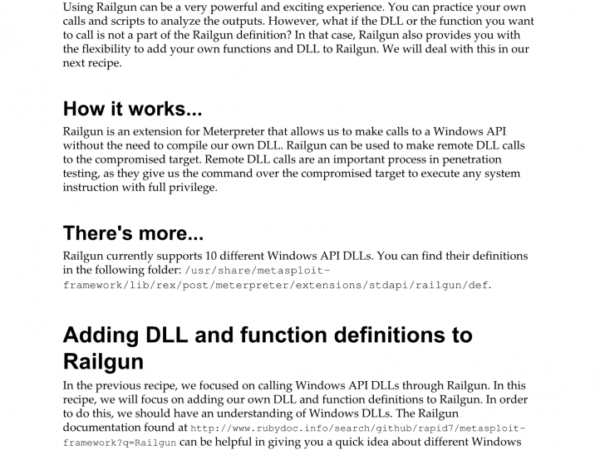 Using Railgun can be a very powerful and exciting experience. You can practice your own
calls and scripts to analyze the outputs. However, what if the DLL or the function you want
to call is not a part of the Railgun definition? In that case, Railgun also provides you with
the flexibility to add your own functions and DLL to Railgun. We will deal with this in our
next recipe.
How it works...
Railgun is an extension for Meterpreter that allows us to make calls to a Windows API
without the need to compile our own DLL. Railgun can be used to make remote DLL calls
to the compromised target. Remote DLL calls are an important process in penetration
testing, as they give us the command over the compromised target to execute any system
instruction with full privilege.
There's more...
Railgun currently supports 10 different Windows API DLLs. You can find their definitions
in the following folder: /usr/share/metasploit-
framework/lib/rex/post/meterpreter/extensions/stdapi/railgun/def.
Adding DLL and function definitions to
Railgun
In the previous recipe, we focused on calling Windows API DLLs through Railgun. In this
recipe, we will focus on adding our own DLL and function definitions to Railgun. In order
to do this, we should have an understanding of Windows DLLs. The Railgun
documentation found at http://www.rubydoc.info/search/github/rapid7/metasploit-
framework?q=Railgun can be helpful in giving you a quick idea about different Windows